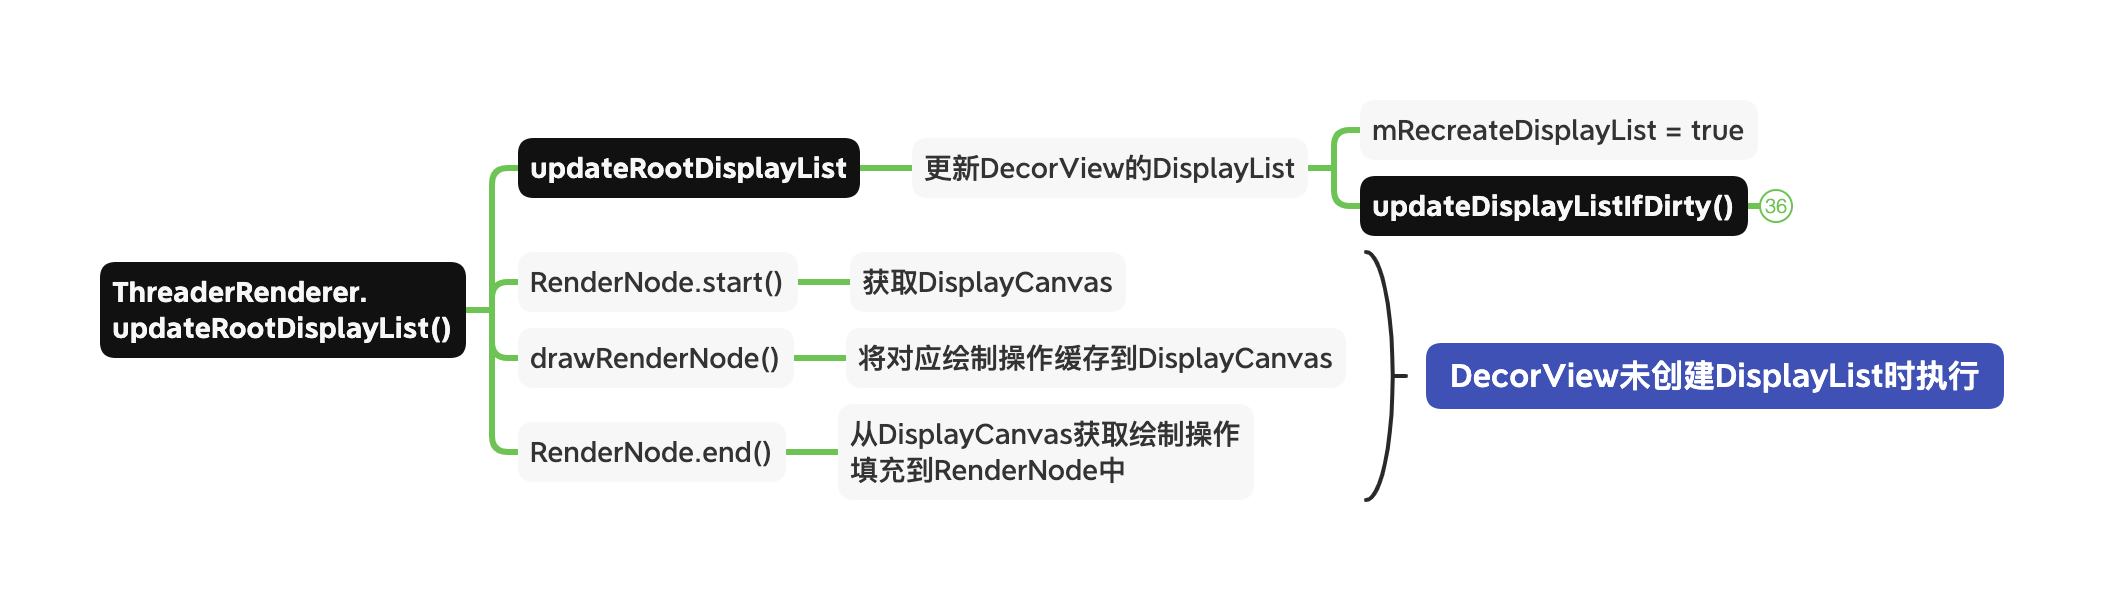 ThreaderRenderer.
updateRootDisplayList()
updateRootDisplayList
更新DecorView的DisplayList
mRecreateDisplayList = true
updateDisplayListIfDirty()
36
RenderNode.start()
获取DisplayCanvas
drawRenderNode()
将对应绘制操作缓存到DisplayCanvas
RenderNode.end()
从DisplayCanvas获取绘制操作
填充到RenderNode中
DecorView未创建DisplayList时执行